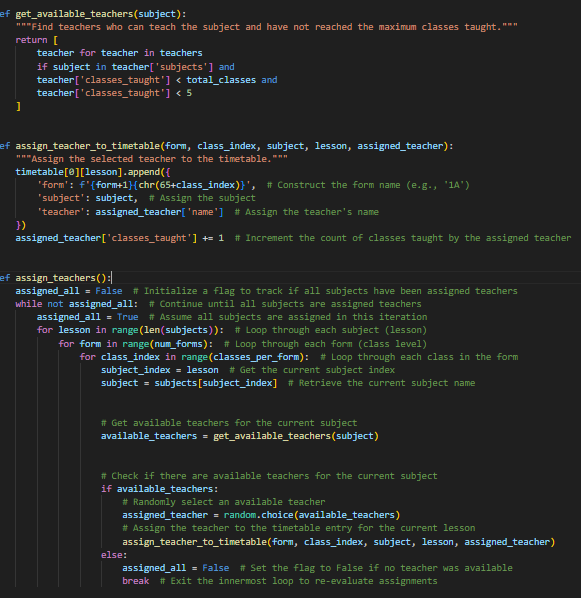 ef get_available_teachers(subject):
"""Find teachers who can teach the subject and have not reached the maximum classes taught."""
return [
teacher for teacher in teachers
if subject in teacher['subjects'] and
teacher['classes_taught'] < total_classes and
teacher['classes_taught'] < 5
]
ef assign_teacher_to_timetable(form, class_index, subject, lesson, assigned_teacher):
"""Assign the selected teacher to the timetable."""
timetable[0][lesson].append({
'form': f'{form+1}{chr(65+class_index)}',  # Construct the form name (e.g., '1A')
'subject': subject,  # Assign the subject
'teacher': assigned_teacher['name']  # Assign the teacher's name
})
assigned_teacher['classes_taught'] += 1  # Increment the count of classes taught by the assigned teacher
ef assign_teachers():
assigned_all = False  # Initialize a flag to track if all subjects have been assigned teachers
while not assigned_all:  # Continue until all subjects are assigned teachers
assigned_all = True  # Assume all subjects are assigned in this iteration
for lesson in range(len(subjects)):  # Loop through each subject (lesson)
for form in range(num_forms):  # Loop through each form (class level)
for class_index in range(classes_per_form):  # Loop through each class in the form
subject_index = lesson  # Get the current subject index
subject = subjects[subject_index]  # Retrieve the current subject name
# Get available teachers for the current subject
available_teachers = get_available_teachers(subject)
# Check if there are available teachers for the current subject
if available_teachers:
# Randomly select an available teacher
assigned_teacher = random.choice(available_teachers)
# Assign the teacher to the timetable entry for the current lesson
assign_teacher_to_timetable(form, class_index, subject, lesson, assigned_teacher)
else:
assigned_all = False  # Set the flag to False if no teacher was available
break  # Exit the innermost loop to re-evaluate assignments